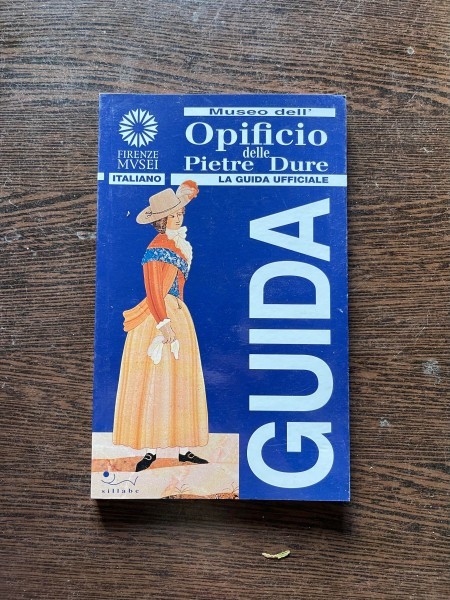 Museo dell'
Opificio
delle
Pietre Dure
FIRENZE
MVSEI
ITALIANO
LA GUIDA UFFICIALE
GUIDA
sillabe